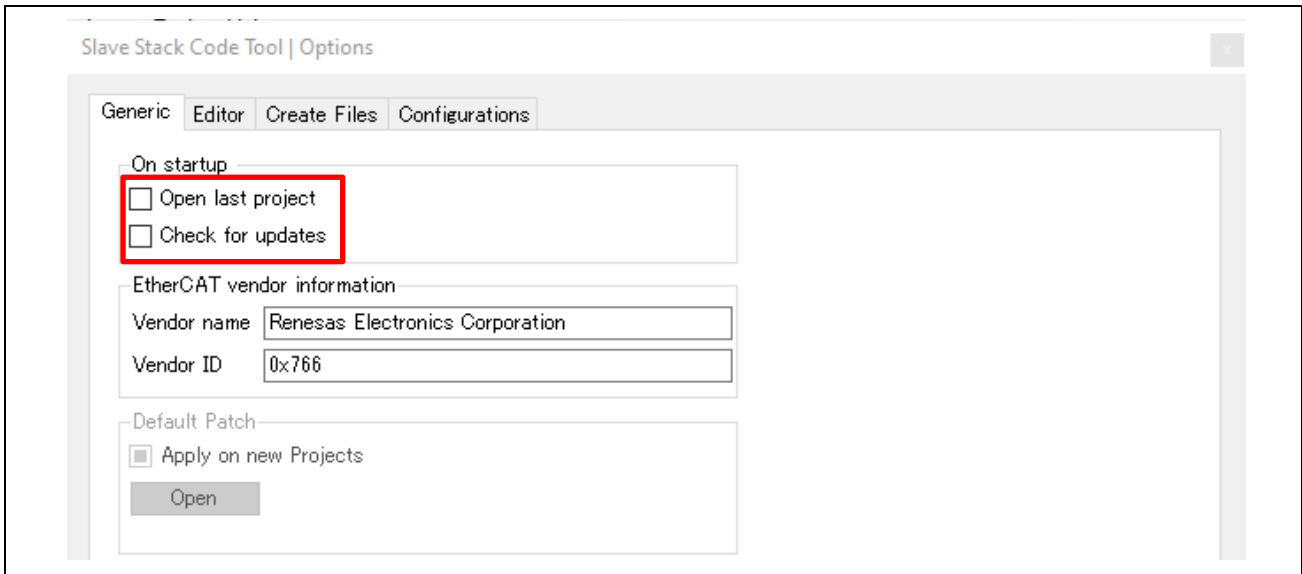 Slave Stack Code Tool | Options
x
Generic Editor Create Files Configurations
On startup
Open last project
Check for updates
EtherCAT vendor information
Vendor name Renesas Electronics Corporation
Vendor ID 0x766
Default Patch
Apply on new Projects
Open